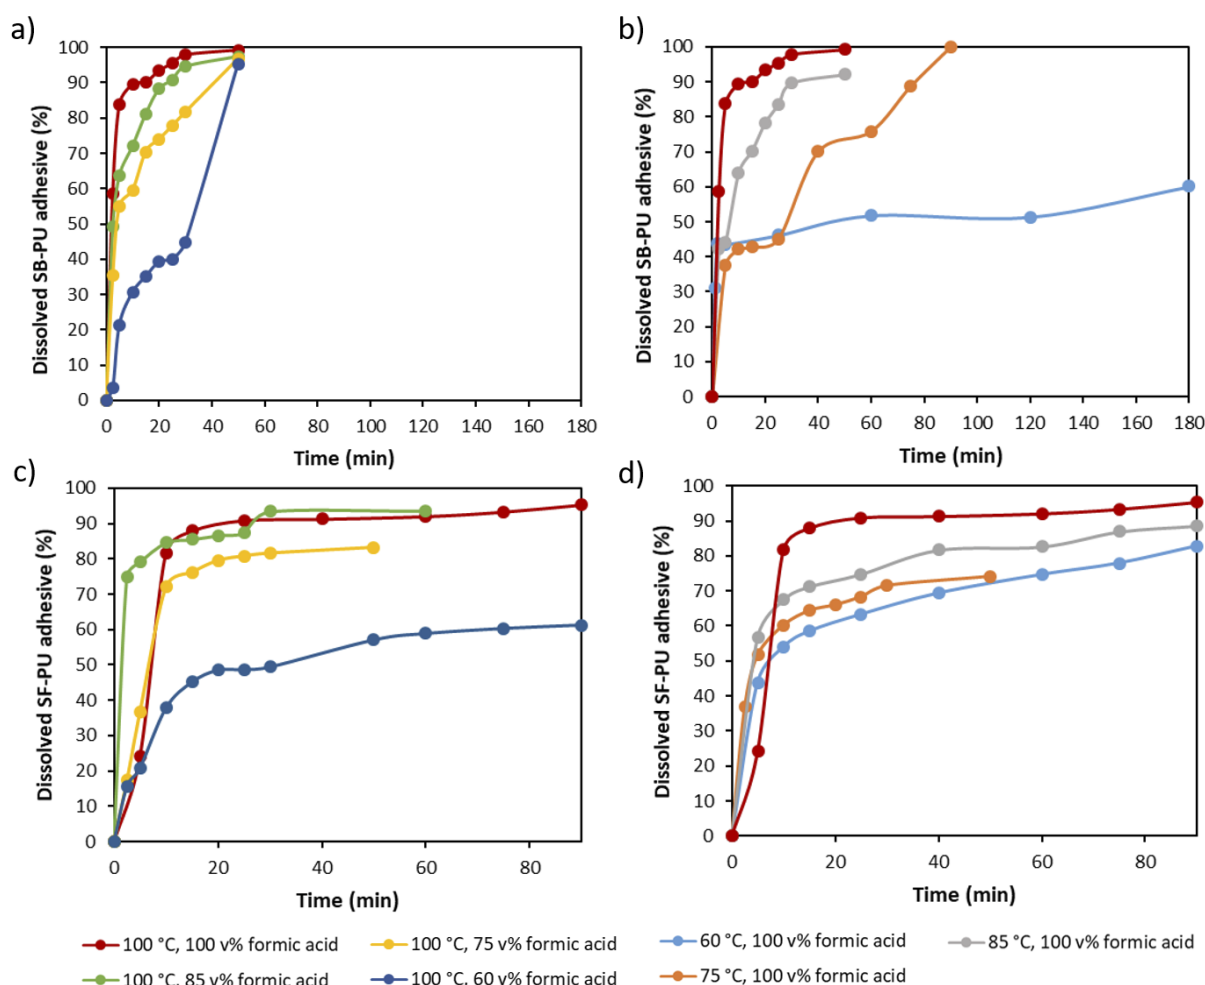 a)
100
90
80
70
60
50
40
30
20
10
0
Dissolved SB-PU adhesive (%)
0 20 40 60 80 100 120 140 160 180
Time (min)
b)
100
90
80
70
60
50
40
30
20
10
0
Dissolved SB-PU adhesive (%)
0 20 40 60 80 100 120 140 160 180
Time (min)
c)
100
90
80
70
60
50
40
30
20
10
0
Dissolved SF-PU adhesive (%)
0 20 40 60 80
Time (min)
d)
100
90
80
70
60
50
40
30
20
10
0
Dissolved SF-PU adhesive (%)
0 20 40 60 80
Time (min)
100 °C, 100 v% formic acid
100 °C, 75 v% formic acid
60 °C, 100 v% formic acid
85 °C, 100 v% formic acid
100 °C, 85 v% formic acid
100 °C, 60 v% formic acid
75 °C, 100 v% formic acid